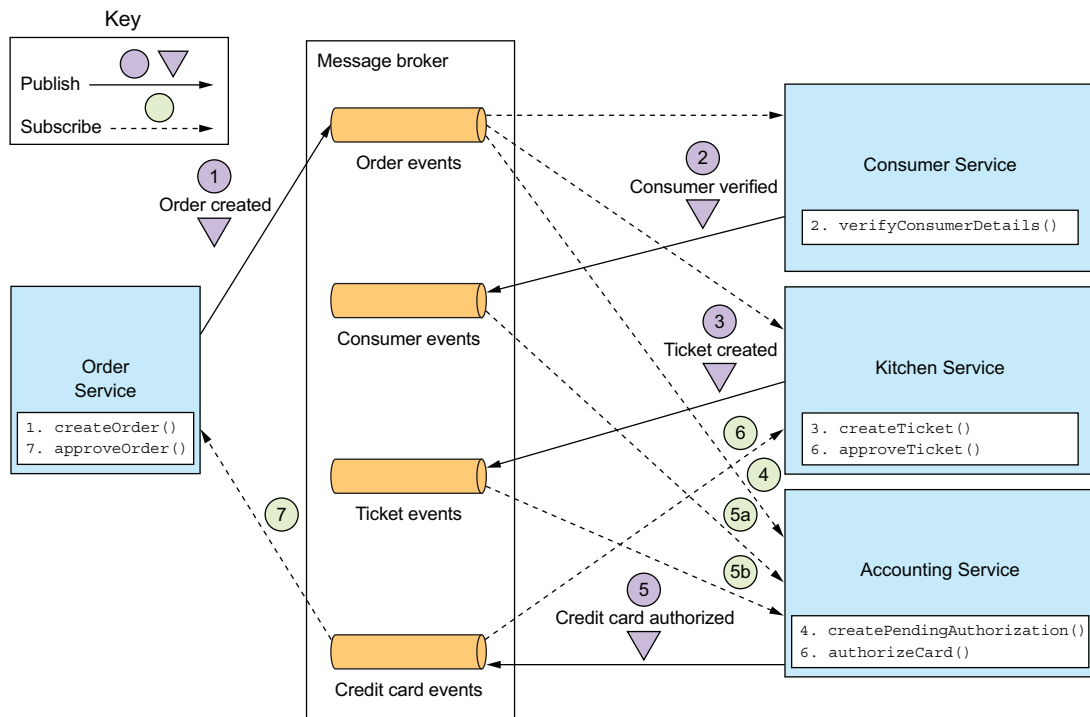 Key
Publish
Subscribe
Message broker
Order events
Consumer events
Ticket events
Credit card events
1
Order created
2
Consumer verified
3
Ticket created
6
4
5a
5b
5
Credit card authorized
7
Order
Service
1. createOrder()
7. approveOrder()
Consumer Service
2. verifyConsumerDetails()
Kitchen Service
3. createTicket()
6. approveTicket()
Accounting Service
4. createPendingAuthorization()
6. authorizeCard()